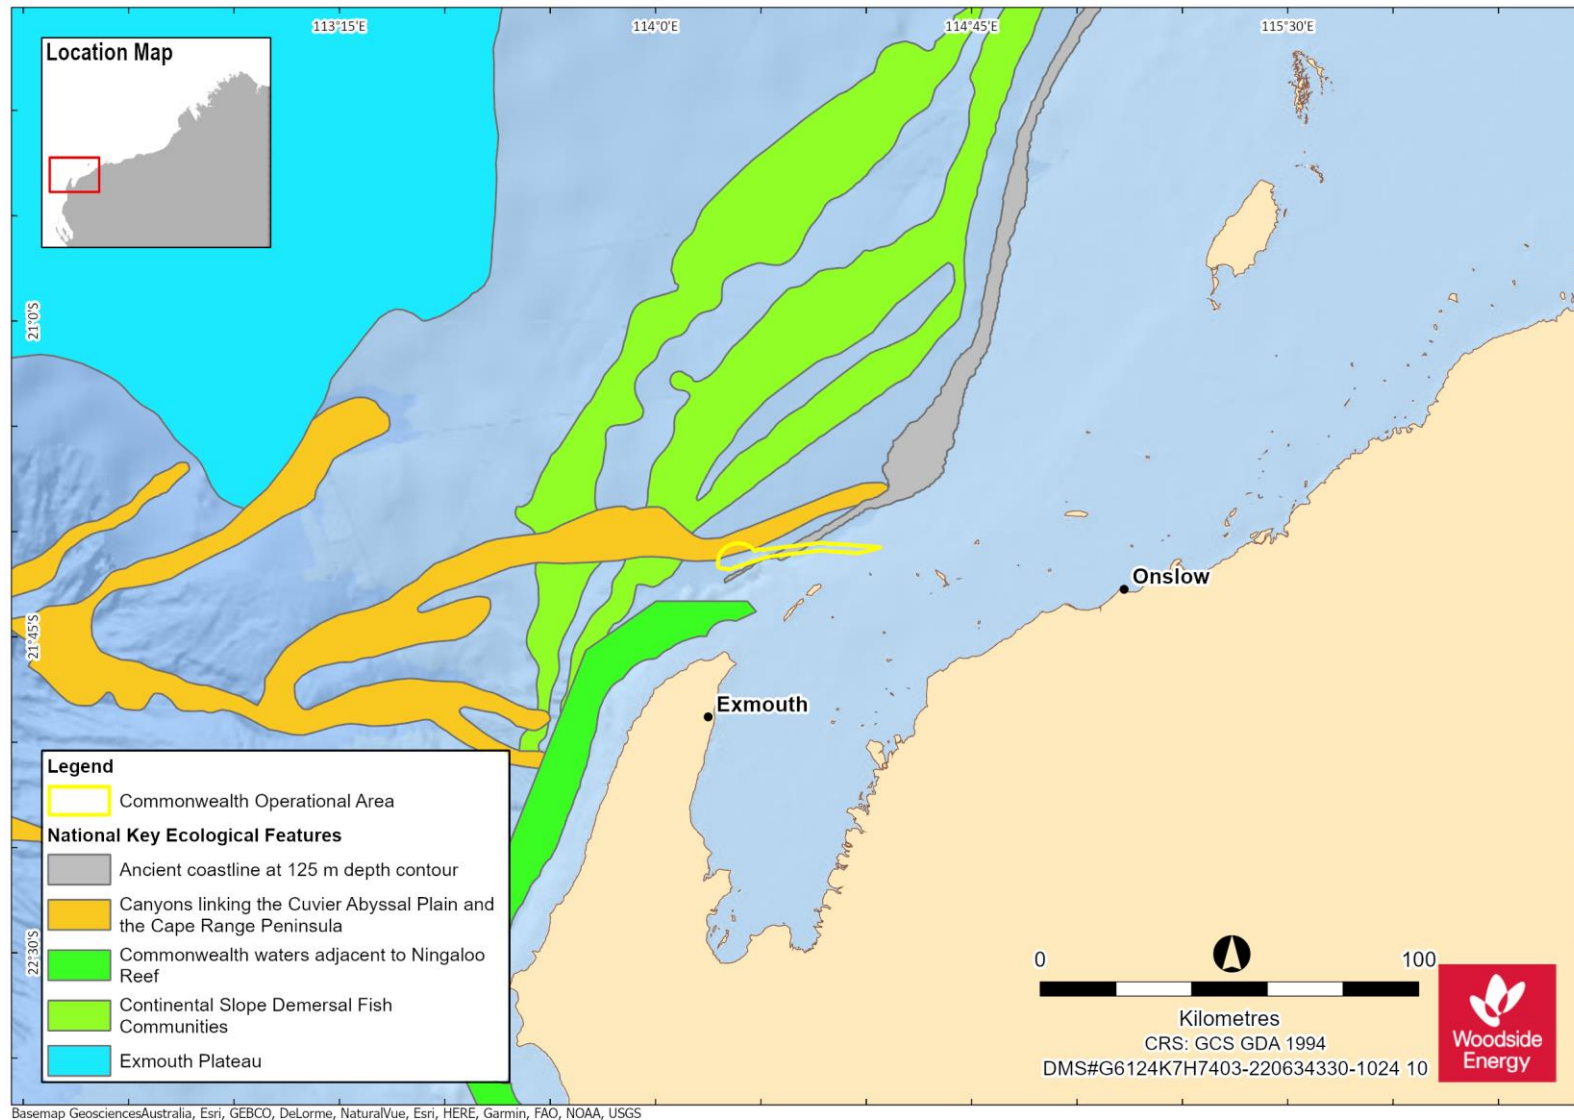 113°15'E
114°0'E
114°45'E
115°30'E
Location Map
21°0'S
21°45'S
22°30'S
Onslow
Exmouth
Legend
Commonwealth Operational Area
National Key Ecological Features
Ancient coastline at 125 m depth contour
Canyons linking the Cuvier Abyssal Plain and
the Cape Range Peninsula
Commonwealth waters adjacent to Ningaloo
Reef
Continental Slope Demersal Fish
Communities
Exmouth Plateau
0 100
Kilometres
CRS: GCS GDA 1994
DMS#G6124K7H7403-220634330-1024 10
Woodside
Energy
Basemap GeosciencesAustralia, Esri, GEBCO, DeLorme, NaturalVue, Esri, HERE, Garmin, FAO, NOAA, USGS